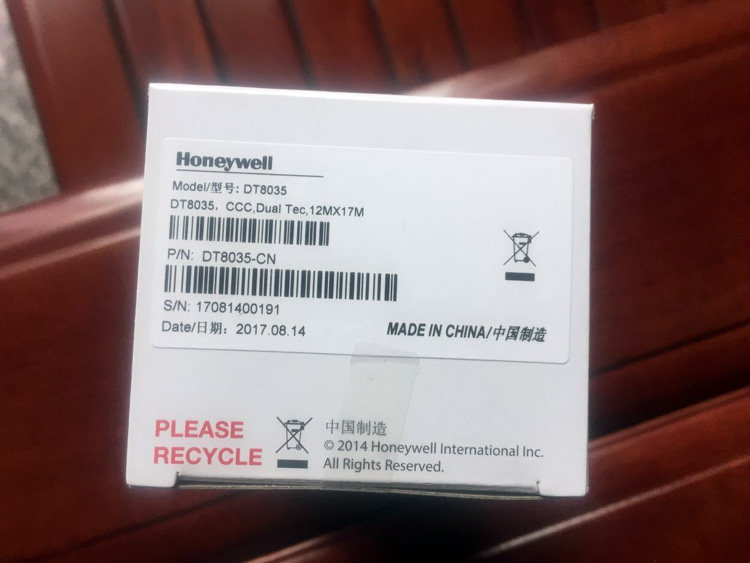 Honeywell
Model/型号: DT8035
DT8035，CCC,Dual Tec,12MX17M
P/N: DT8035-CN
S/N: 17081400191
Date/日期：2017.08.14
MADE IN CHINA/中国制造
PLEASE
RECYCLE
中国制造
© 2014 Honeywell International Inc.
All Rights Reserved.